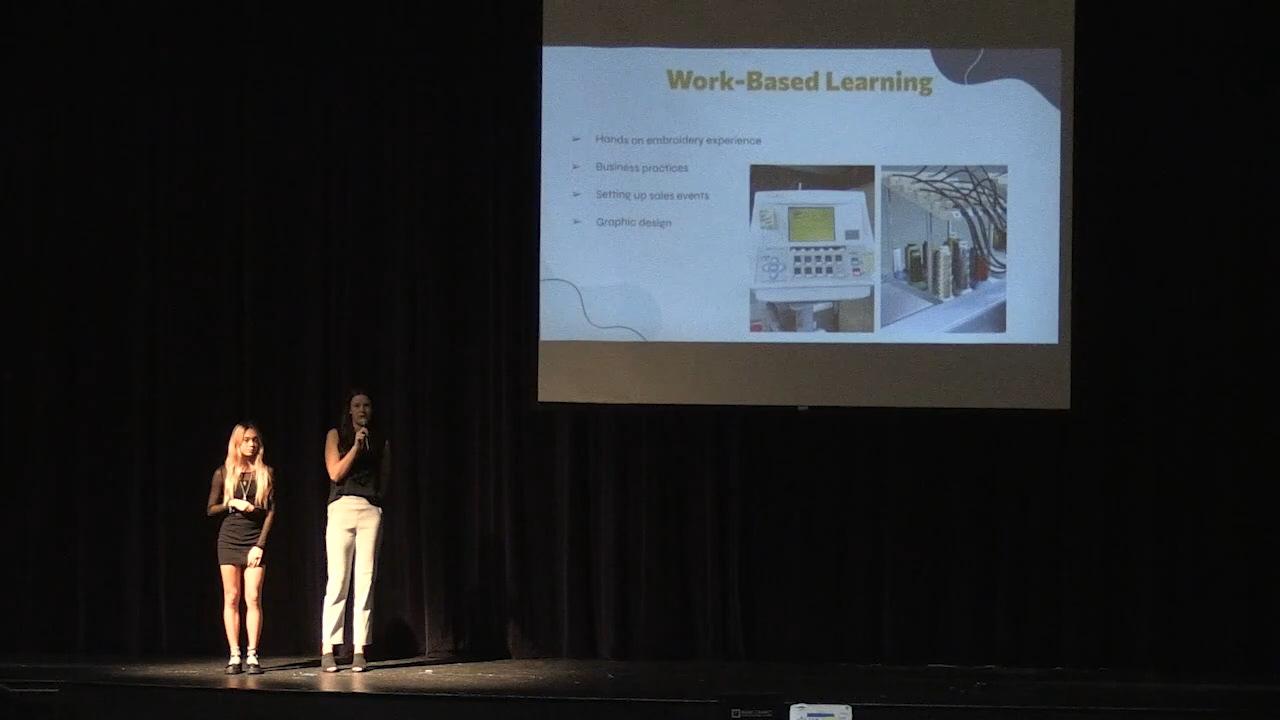 Work-Based Learning
➢ Hands on embroidery experience
➢ Business practices
➢ Setting up sales events
➢ Graphic design